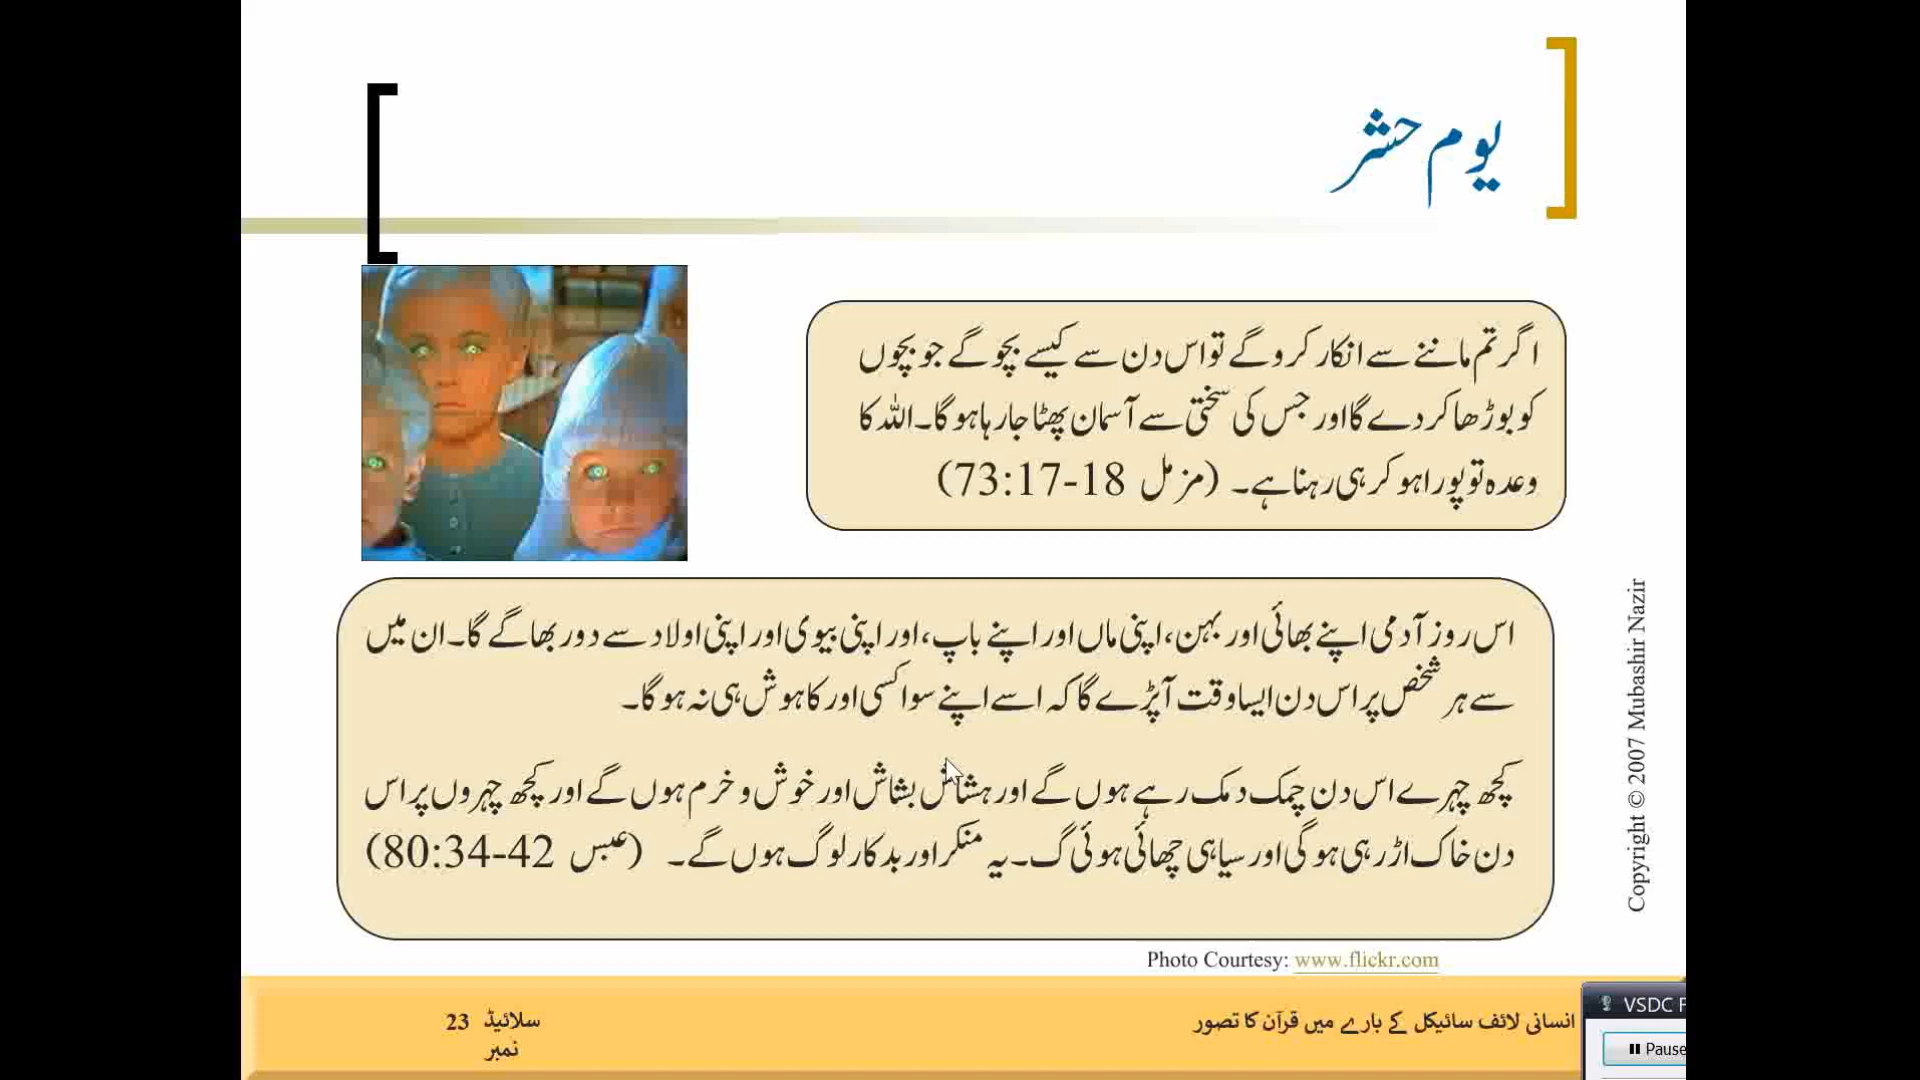 یوم حشر
اگر تم ماننے سے انکار کرو گے تو اس دن سے کیسے بچو گے جو بچوں
کو بوڑھا کر دے گا اور جس کی سختی سے آسمان پھٹا جا رہا ہو گا۔ اللہ کا
وعدہ تو پورا ہو کر ہی رہنا ہے۔ (مزمل 18-73:17)
اس روز آدمی اپنے بھائی اور بہن، اپنی ماں اور اپنے باپ، اور اپنی بیوی اور اپنی اولاد سے دور بھاگے گا۔ ان میں
سے ہر شخص پر اس دن ایسا وقت آ پڑے گا کہ اسے اپنے سوا کسی اور کا ہوش ہی نہ ہو گا۔
کچھ چہرے اس دن چمک دمک رہے ہوں گے اور ہشاش بشاش اور خوش و خرم ہوں گے اور کچھ چہروں پر اس
دن خاک اڑ رہی ہو گی اور سیاہی چھائی ہوئی گ۔ یہ منکر اور بدکار لوگ ہوں گے۔ (عبس 42-80:34)
Copyright © 2007 Mubashir Nazir
Photo Courtesy: www.flickr.com
انسانی لائف سائیکل کے بارے میں قرآن کا تصور
سلائیڈ 23
نمبر
VSDC F
Pause